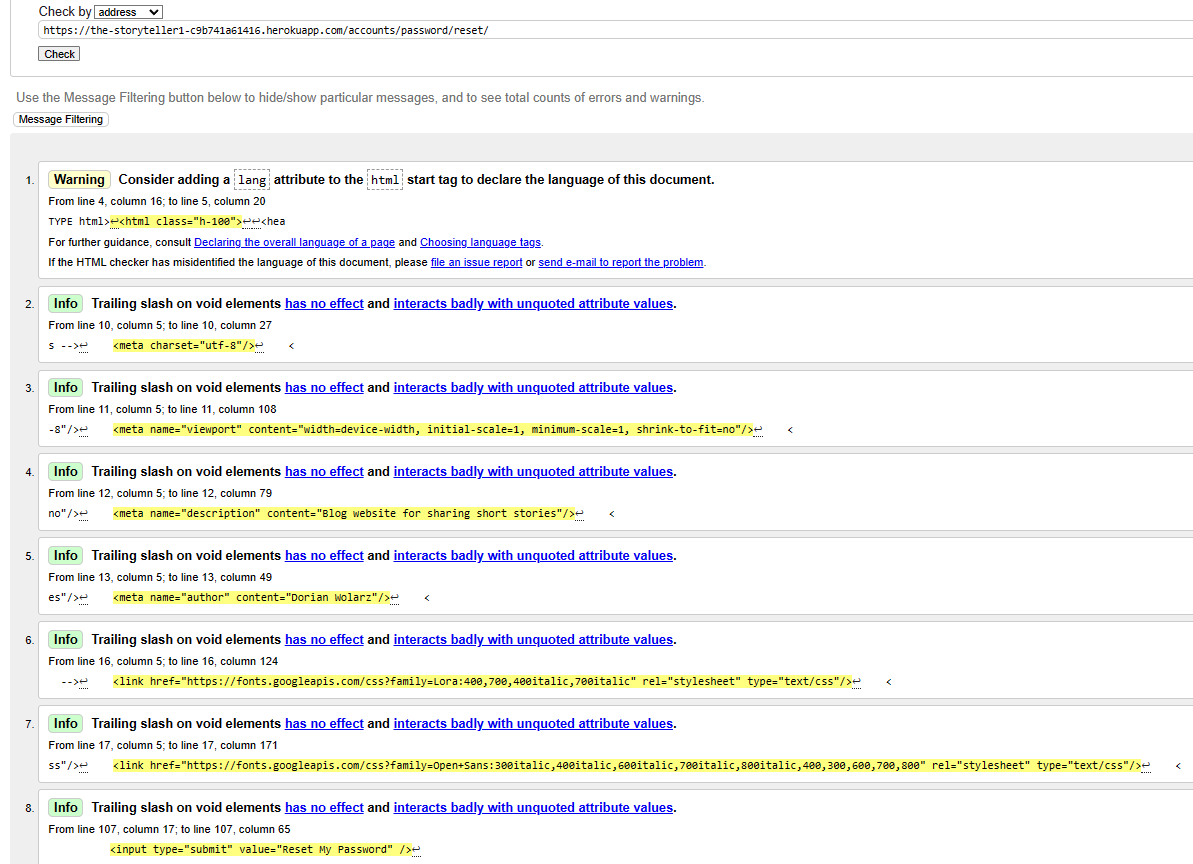 Check by address
https://the-storyteller1-c9b741a61416.herokuapp.com/accounts/password/reset/
Check
Use the Message Filtering button below to hide/show particular messages, and to see total counts of errors and warnings.
Message Filtering
1. Warning Consider adding a lang attribute to the html start tag to declare the language of this document.
From line 4, column 16; to line 5, column 20
TYPE html>↩<html class="h-100">↩↩<hea
For further guidance, consult Declaring the overall language of a page and Choosing language tags.
If the HTML checker has misidentified the language of this document, please file an issue report or send e-mail to report the problem.
2. Info Trailing slash on void elements has no effect and interacts badly with unquoted attribute values.
From line 10, column 5; to line 10, column 27
s -->↩ <meta charset="utf-8"/>↩ <
3. Info Trailing slash on void elements has no effect and interacts badly with unquoted attribute values.
From line 11, column 5; to line 11, column 108
-8"/>↩ <meta name="viewport" content="width=device-width, initial-scale=1, minimum-scale=1, shrink-to-fit=no"/>↩ <
4. Info Trailing slash on void elements has no effect and interacts badly with unquoted attribute values.
From line 12, column 5; to line 12, column 79
no"/>↩ <meta name="description" content="Blog website for sharing short stories"/>↩ <
5. Info Trailing slash on void elements has no effect and interacts badly with unquoted attribute values.
From line 13, column 5; to line 13, column 49
es"/>↩ <meta name="author" content="Dorian Wolarz"/>↩ <
6. Info Trailing slash on void elements has no effect and interacts badly with unquoted attribute values.
From line 16, column 5; to line 16, column 124
-->↩ <link href="https://fonts.googleapis.com/css?family=Lora:400,700,400italic,700italic" rel="stylesheet" type="text/css"/>↩ <
7. Info Trailing slash on void elements has no effect and interacts badly with unquoted attribute values.
From line 17, column 5; to line 17, column 171
ss"/>↩ <link href="https://fonts.googleapis.com/css?family=Open+Sans:300italic,400italic,600italic,700italic,800italic,400,300,600,700,800" rel="stylesheet" type="text/css"/>↩ <
8. Info Trailing slash on void elements has no effect and interacts badly with unquoted attribute values.
From line 107, column 17; to line 107, column 65
<input type="submit" value="Reset My Password" />↩